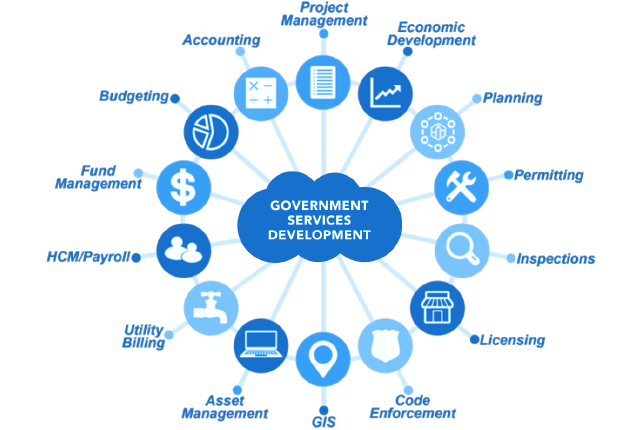 Project
Management
Economic
Development
Accounting
Budgeting
Planning
Fund
Management
Permitting
GOVERNMENT
SERVICES
DEVELOPMENT
HCM/Payroll
Inspections
Utility
Billing
Licensing
Asset
Management
Code
Enforcement
GIS